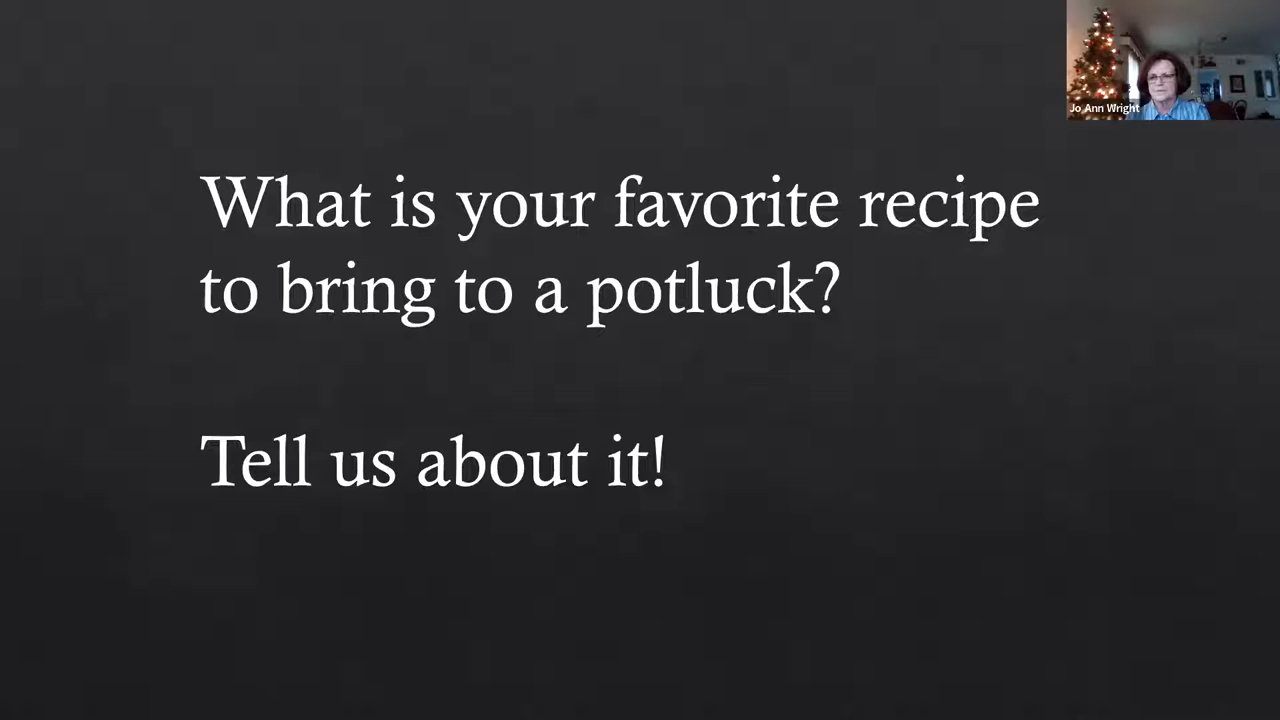 Jo Ann Wright
What is your favorite recipe
to bring to a potluck?
Tell us about it!